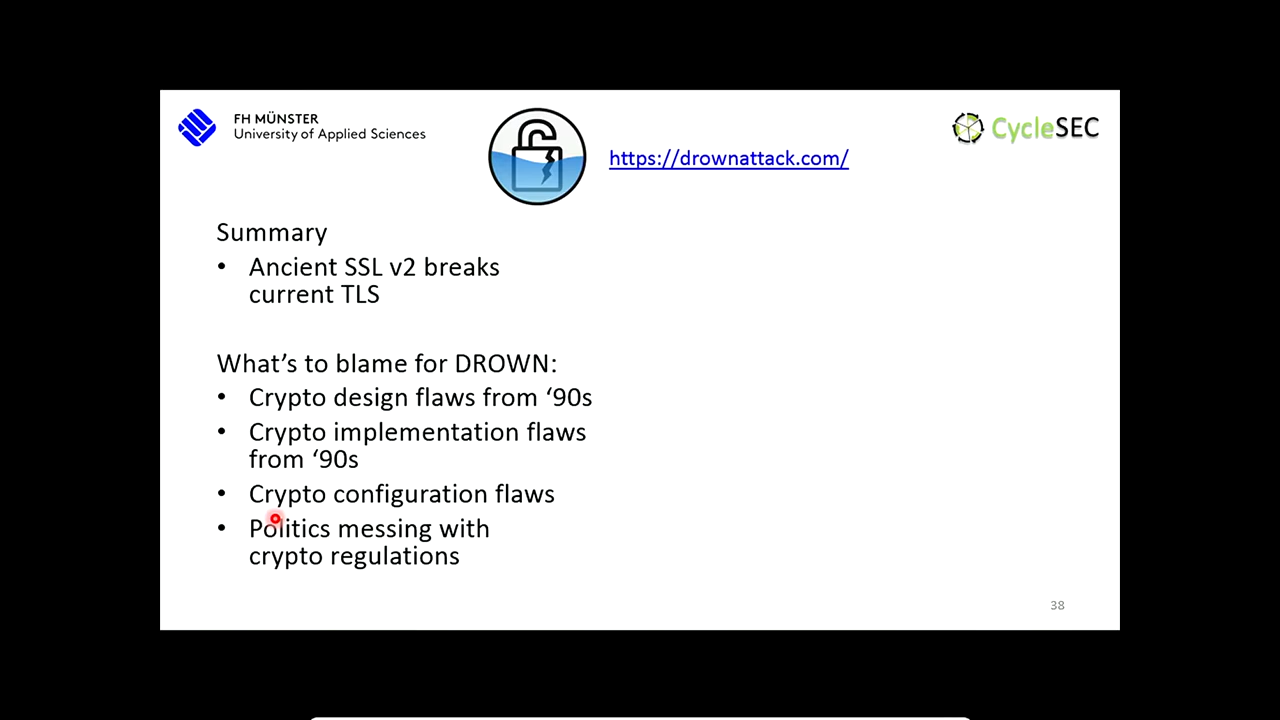 FH MÜNSTER
University of Applied Sciences
https://drownattack.com/
CycleSEC
Summary
• Ancient SSL v2 breaks
current TLS
What’s to blame for DROWN:
• Crypto design flaws from ‘90s
• Crypto implementation flaws
from ‘90s
• Crypto configuration flaws
• Politics messing with
crypto regulations
38